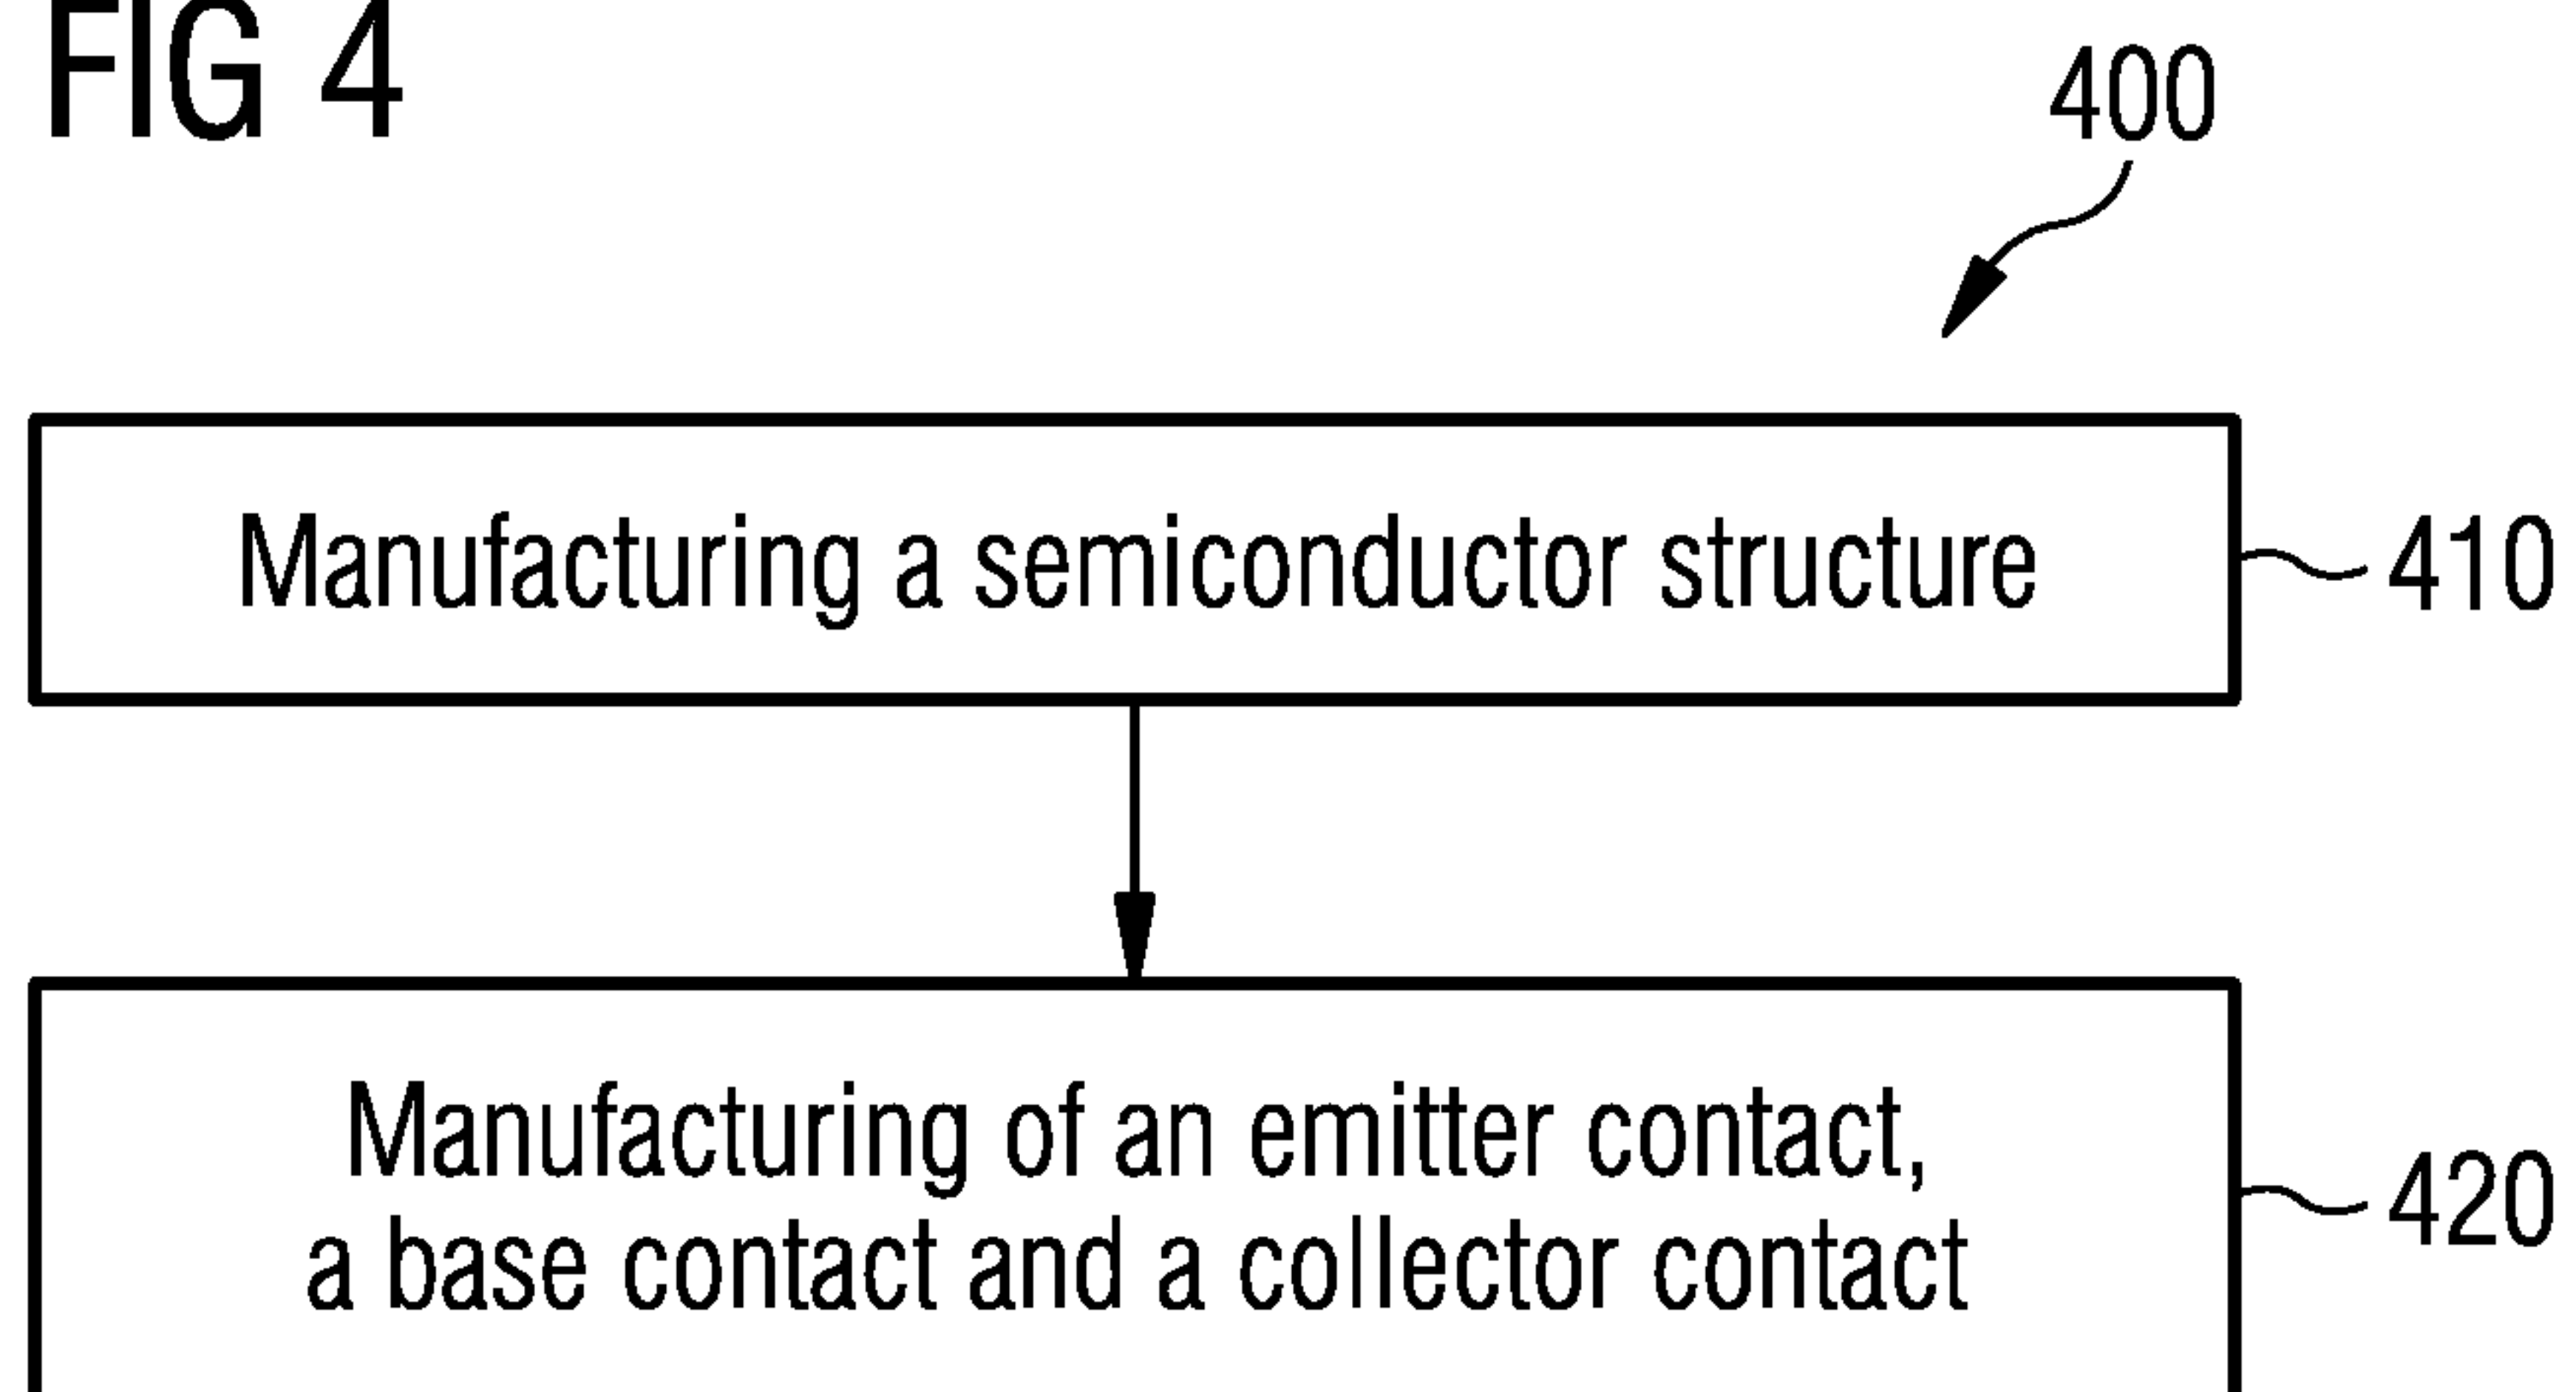 FIG 4
400
Manufacturing a semiconductor structure
410
Manufacturing of an emitter contact,
a base contact and a collector contact
420